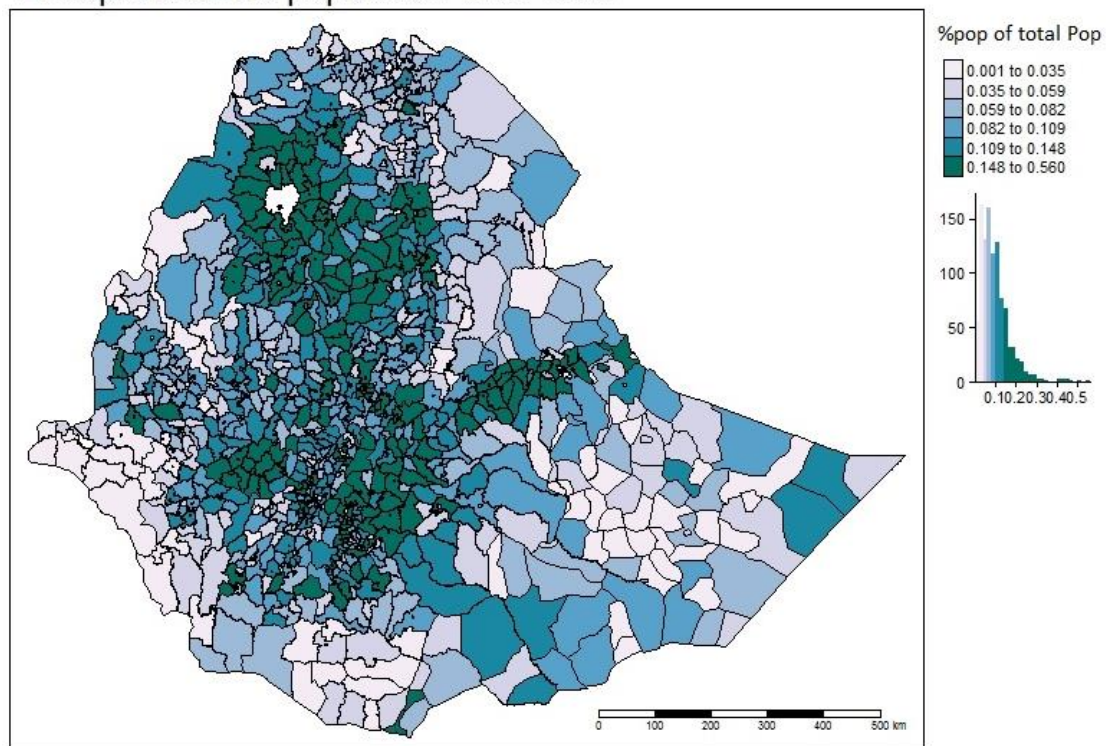 %pop of total Pop
0.001 to 0.035
0.035 to 0.059
0.059 to 0.082
0.082 to 0.109
0.109 to 0.148
0.148 to 0.560
150
100
50
0
0.10.20.30.40.5
0 100 200 300 400 500 km